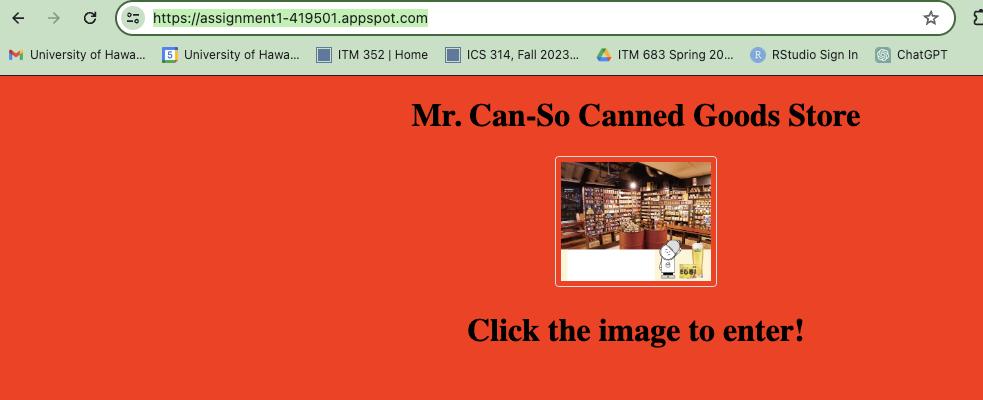 https://assignment1-419501.appspot.com
University of Hawa... 5 University of Hawa... ITM 352 | Home ICS 314, Fall 2023... ITM 683 Spring 20... R RStudio Sign In ChatGPT
Mr. Can-So Canned Goods Store
Click the image to enter!